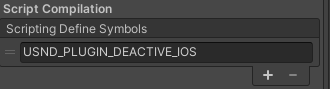 Script Compilation
Scripting Define Symbols
USND_PLUGIN_DEACTIVE_IOS
+ −